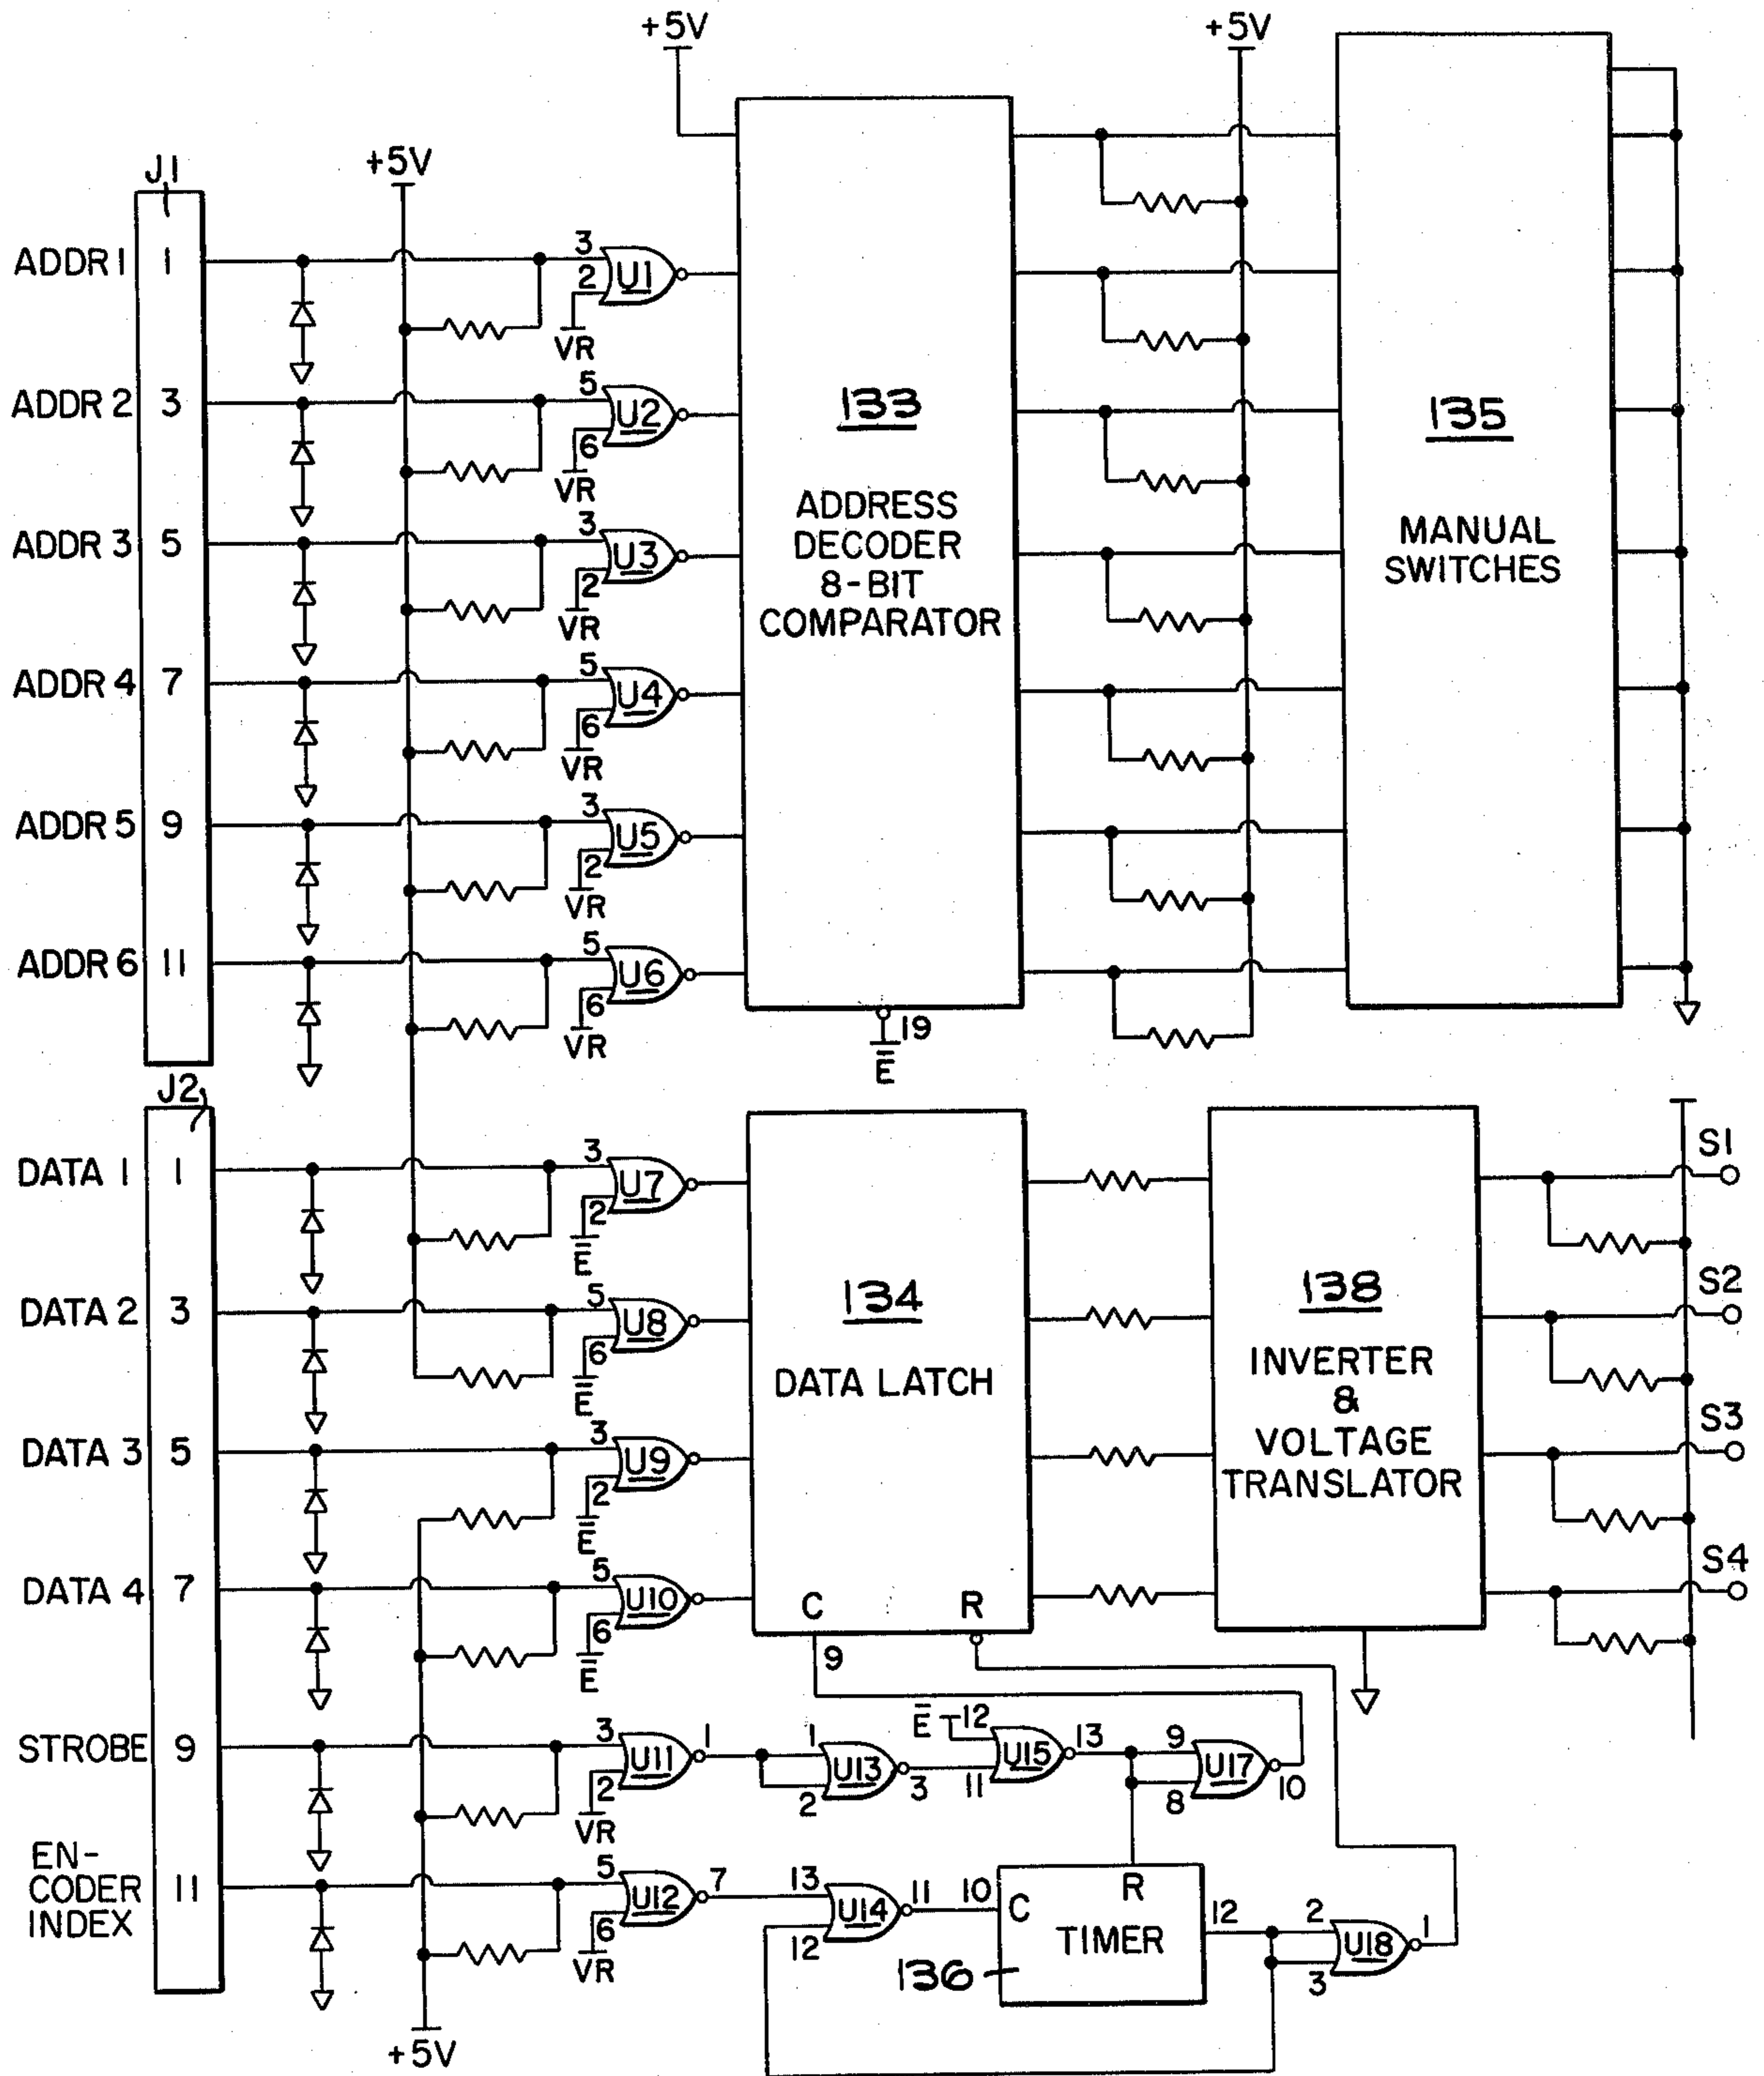 +5V
+5V
J1
+5V
ADDR 1
1
3
2
U1
VR
ADDR 2
3
5
U2
6
VR
133
135
ADDRESS
DECODER
8-BIT
COMPARATOR
MANUAL
SWITCHES
ADDR 3
5
3
U3
2
VR
ADDR 4
7
5
U4
6
VR
ADDR 5
9
3
U5
2
VR
ADDR 6
11
5
U6
6
VR
19
E̅
J2
S1
DATA 1
1
3
U7
2
E̅
S2
DATA 2
3
5
U8
6
E̅
134
DATA LATCH
138
INVERTER
&
VOLTAGE
TRANSLATOR
S3
DATA 3
5
3
U9
2
E̅
S4
DATA 4
7
5
U10
6
E̅
C
R
9
STROBE
9
3
U11
1
2
VR
1
U13
2
3
E̅
12
U15
11
13
9
U17
8
10
EN-
CODER
INDEX
11
5
U12
7
6
VR
13
U14
12
11
10
C
R
TIMER
136
12
2
U18
3
1
+5V